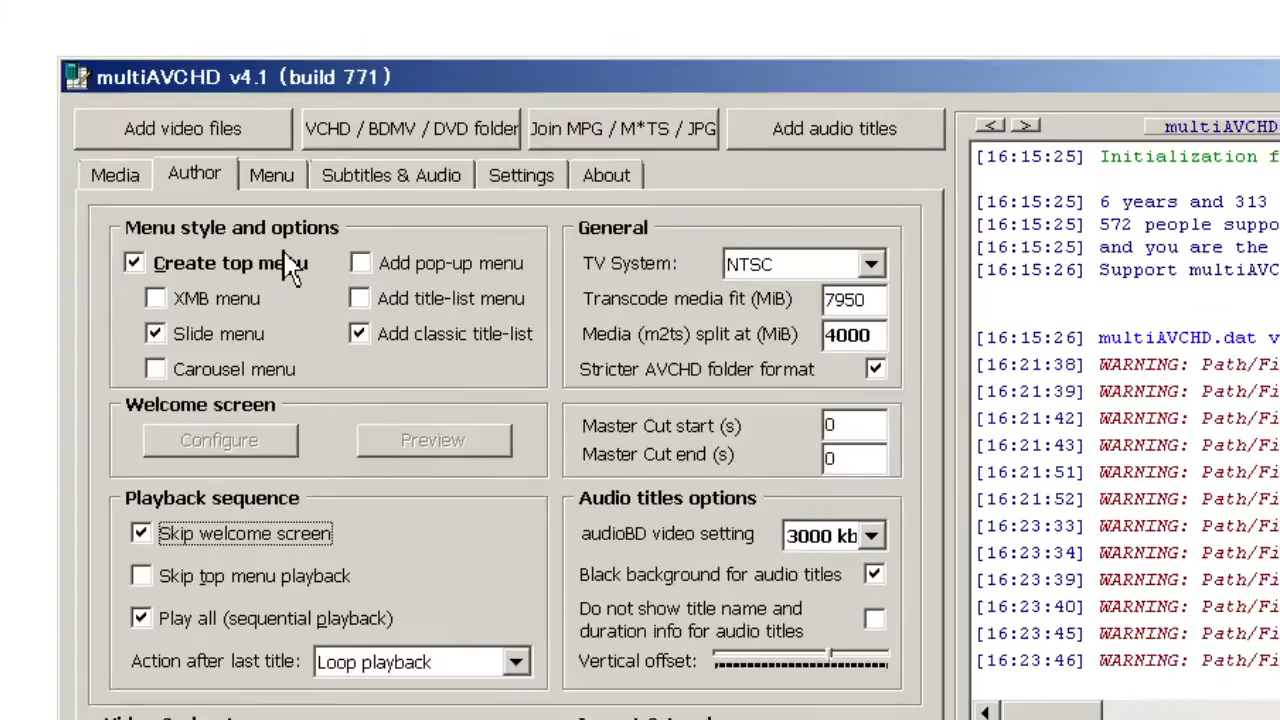 multiAVCHD v4.1 (build 771)
Add video files
VCHD / BDMV / DVD folder
Join MPG / M*TS / JPG
Add audio titles
multiAVCHD
Media
Author
Menu
Subtitles & Audio
Settings
About
Menu style and options
Create top menu
Add pop-up menu
XMB menu
Add title-list menu
Slide menu
Add classic title-list
Carousel menu
Welcome screen
Configure
Preview
Playback sequence
Skip welcome screen
Skip top menu playback
Play all (sequential playback)
Action after last title: Loop playback
General
TV System: NTSC
Transcode media fit (MiB) 7950
Media (m2ts) split at (MiB) 4000
Stricter AVCHD folder format
Master Cut start (s) 0
Master Cut end (s) 0
Audio titles options
audioBD video setting 3000 kb
Black background for audio titles
Do not show title name and
duration info for audio titles
Vertical offset:
[16:15:25] Initialization f
[16:15:25] 6 years and 313
[16:15:25] 572 people suppo
[16:15:25] and you are the
[16:15:26] Support multiAVC
[16:15:26] multiAVCHD.dat v
[16:21:38] WARNING: Path/Fi
[16:21:39] WARNING: Path/Fi
[16:21:42] WARNING: Path/Fi
[16:21:43] WARNING: Path/Fi
[16:21:51] WARNING: Path/Fi
[16:21:52] WARNING: Path/Fi
[16:23:33] WARNING: Path/Fi
[16:23:34] WARNING: Path/Fi
[16:23:39] WARNING: Path/Fi
[16:23:40] WARNING: Path/Fi
[16:23:45] WARNING: Path/Fi
[16:23:46] WARNING: Path/Fi